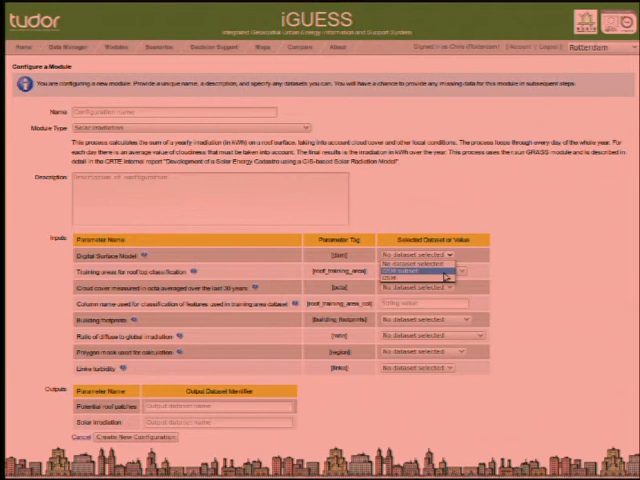 tudor
iGUESS
Integrated Geospatial Urban Energy Information and Support System
Home Data Manager Modules Scenarios Decision Support Maps Compare About
Signed in as Chris (Rotterdam) [ Account | Logout ] Rotterdam
Configure a Module
You are configuring a new module. Provide a unique name, a description, and specify any datasets you can. You will have a chance to provide any missing data for this module in subsequent steps.
Name Configuration name
Module Type Solar Irradiation
This process calculates the sum of a yearly irradiation (in kWh) on a roof surface, taking into account cloud cover and other local conditions. The process loops through every day of the whole year. For
each day there is an average value of cloudiness that must be taken into account. The final results is the irradiation in kWh over the year. This process uses the r.sun GRASS module and is described in
detail in the CRTE internal report "Development of a Solar Energy Cadastre using a GIS-based Solar Radiation Model"
Description Description of configuration
Inputs Parameter Name Parameter Tag Selected Dataset or Value
Digital Surface Model [dsm] No dataset selected
No dataset selected
DSM subset
Training areas for roof top classification [roof_training_area]
DSM
Cloud cover measured in octa averaged over the last 30 years [octa] No dataset selected
Column name used for classification of features used in training area dataset [roof_training_area_col] String value
Building footprints [building_footprints] No dataset selected
Ratio of diffuse to global irradiation No dataset selected
Polygon mask used for calculation [region] No dataset selected
Linke turbidity [linke] No dataset selected
Outputs Parameter Name Output Dataset Identifier
Potential roof patches Output dataset name
Solar irradiation Output dataset name
Cancel Create New Configuration